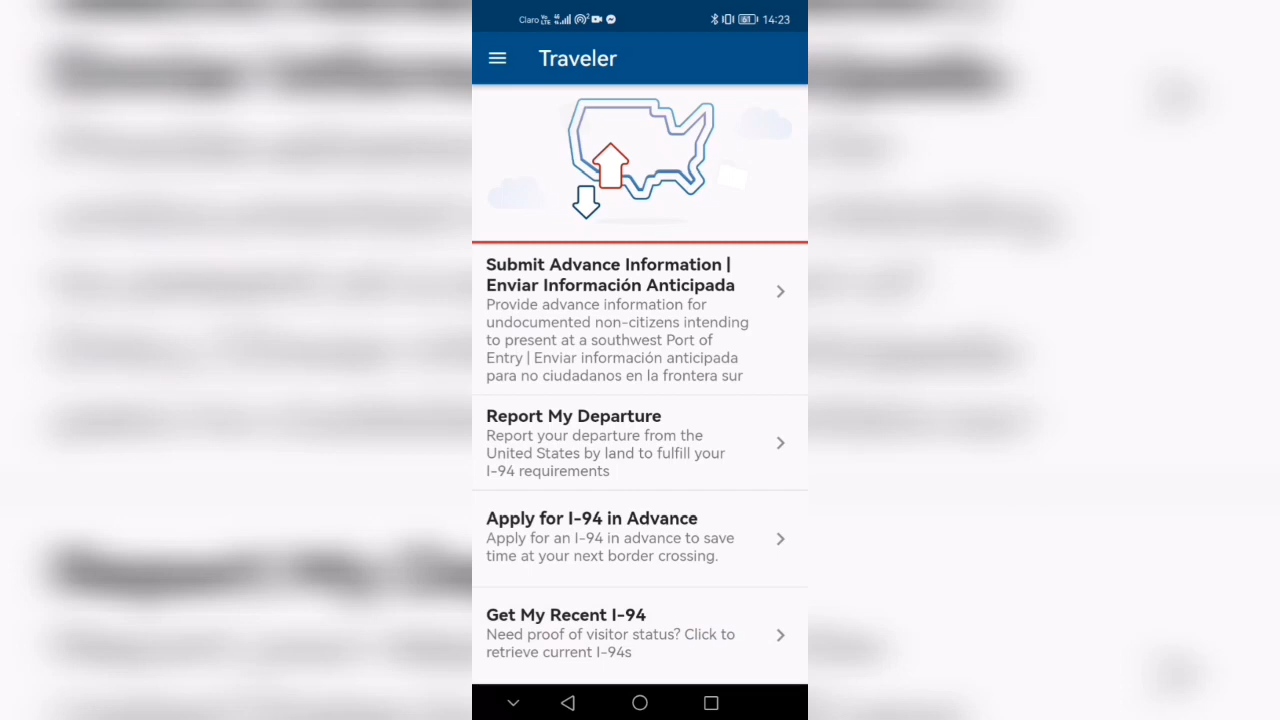 Claro VoLTE 4G 2 61 14:23
Traveler
Submit Advance Information |
Enviar Información Anticipada
Provide advance information for
undocumented non-citizens intending
to present at a southwest Port of
Entry | Enviar información anticipada
para no ciudadanos en la frontera sur
Report My Departure
Report your departure from the
United States by land to fulfill your
I-94 requirements
Apply for I-94 in Advance
Apply for an I-94 in advance to save
time at your next border crossing.
Get My Recent I-94
Need proof of visitor status? Click to
retrieve current I-94s